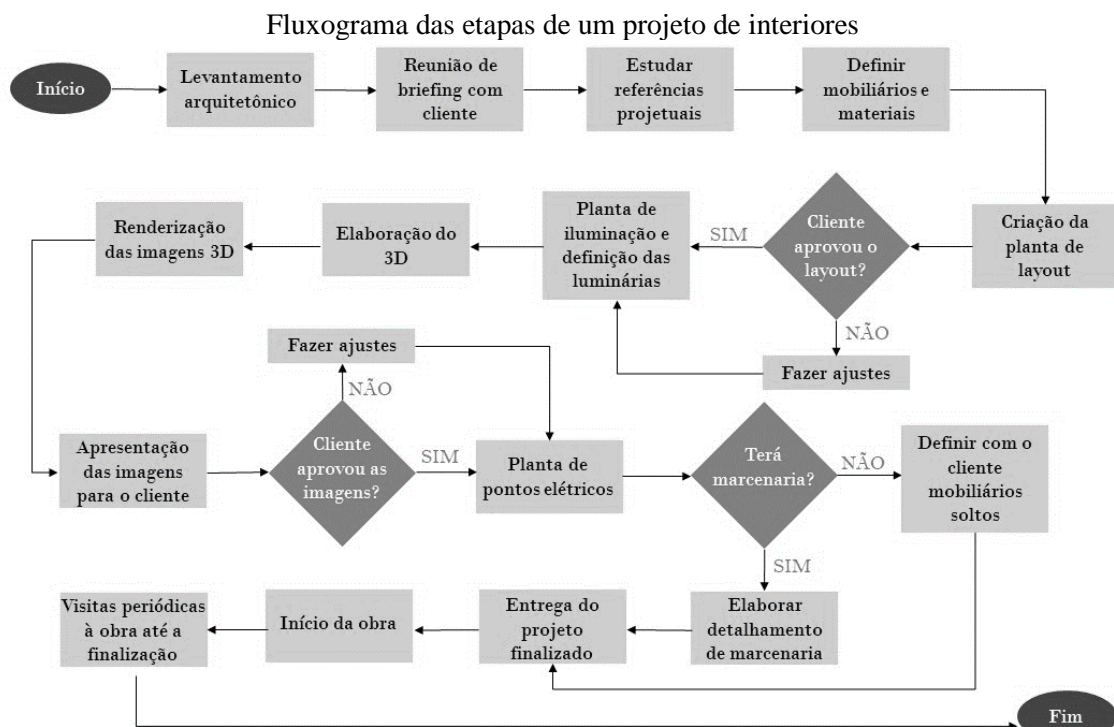 Fluxograma das etapas de um projeto de interiores
Início
Levantamento
arquitetônico
Reunião de
briefing com
cliente
Estudar
referências
projetuais
Definir
mobiliários e
materiais
Criação da
planta de
layout
Cliente
aprovou o
layout?
SIM
NÃO
Fazer ajustes
Planta de
iluminação e
definição das
luminárias
Elaboração do
3D
Renderização
das imagens 3D
Apresentação
das imagens
para o cliente
Cliente
aprovou as
imagens?
NÃO
Fazer ajustes
SIM
Planta de
pontos elétricos
Terá
marcenaria?
NÃO
Definir com o
cliente
mobiliários
soltos
SIM
Elaborar
detalhamento
de marcenaria
Entrega do
projeto
finalizado
Início da obra
Visitas periódicas
à obra até a
finalização
Fim